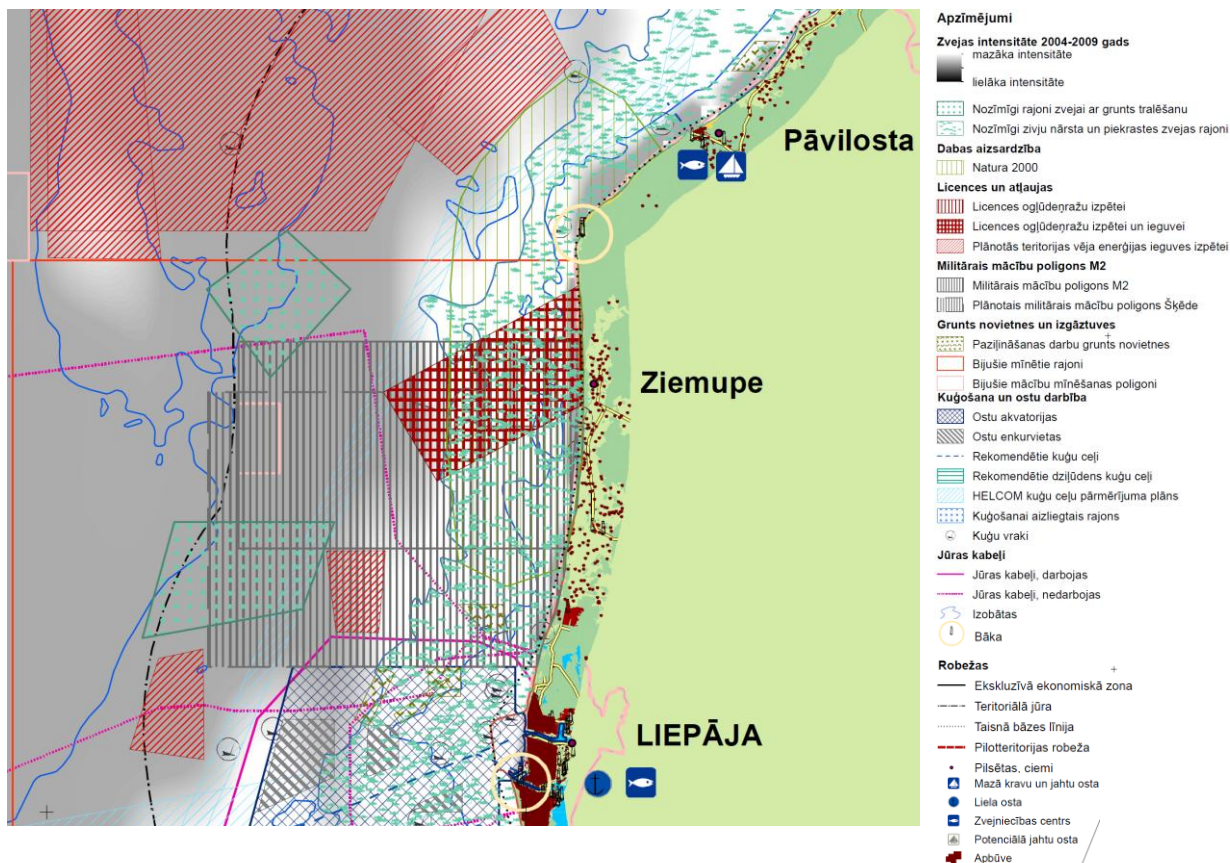 Pāvilosta
Ziemupe
LIEPĀJA
Apzīmējumi
Zvejas intensitāte 2004-2009 gads
mazāka intensitāte
lielāka intensitāte
Nozīmīgi rajoni zvejai ar grunts tralēšanu
Nozīmīgi zivju nārsta un piekrastes zvejas rajoni
Dabas aizsardzība
Natura 2000
Licences un atļaujas
Licences ogļūdeņražu izpētei
Licences ogļūdeņražu izpētei un ieguvei
Plānotās teritorijas vēja enerģijas ieguves izpētei
Militārais mācību poligons M2
Militārais mācību poligons M2
Plānotais militārais mācību poligons Šķēde
Grunts novietnes un izgāztuves
Paziļināšanas darbu grunts novietnes
Bijušie mīnētie rajoni
Bijušie mācību mīnēšanas poligoni
Kuģošana un ostu darbība
Ostu akvatorijas
Ostu enkurvietas
Rekomendētie kuģu ceļi
Rekomendētie dziļūdens kuģu ceļi
HELCOM kuģu ceļu pārmērījuma plāns
Kuģošanai aizliegtais rajons
Kuģu vraki
Jūras kabeļi
Jūras kabeļi, darbojas
Jūras kabeļi, nedarbojas
Izobātas
Bāka
Robežas
Ekskluzīvā ekonomiskā zona
Teritoriālā jūra
Taisnā bāzes līnija
Pilotteritorijas robeža
Pilsētas, ciemi
Mazā kravu un jahtu osta
Liela osta
Zvejniecības centrs
Potenciālā jahtu osta
Apbūve